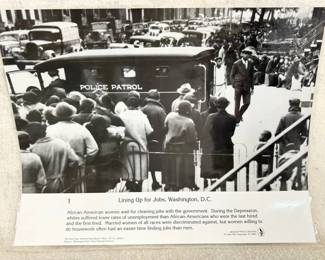 POLICE PATROL
1 Lining Up for Jobs, Washington, D.C.
African-American women wait for cleaning jobs with the government. During the Depression,
whites suffered lower rates of unemployment than African-Americans who were the last hired
and the first fired. Married women of all races were discriminated against, but women willing to
do housework often had an easier time finding jobs than men.